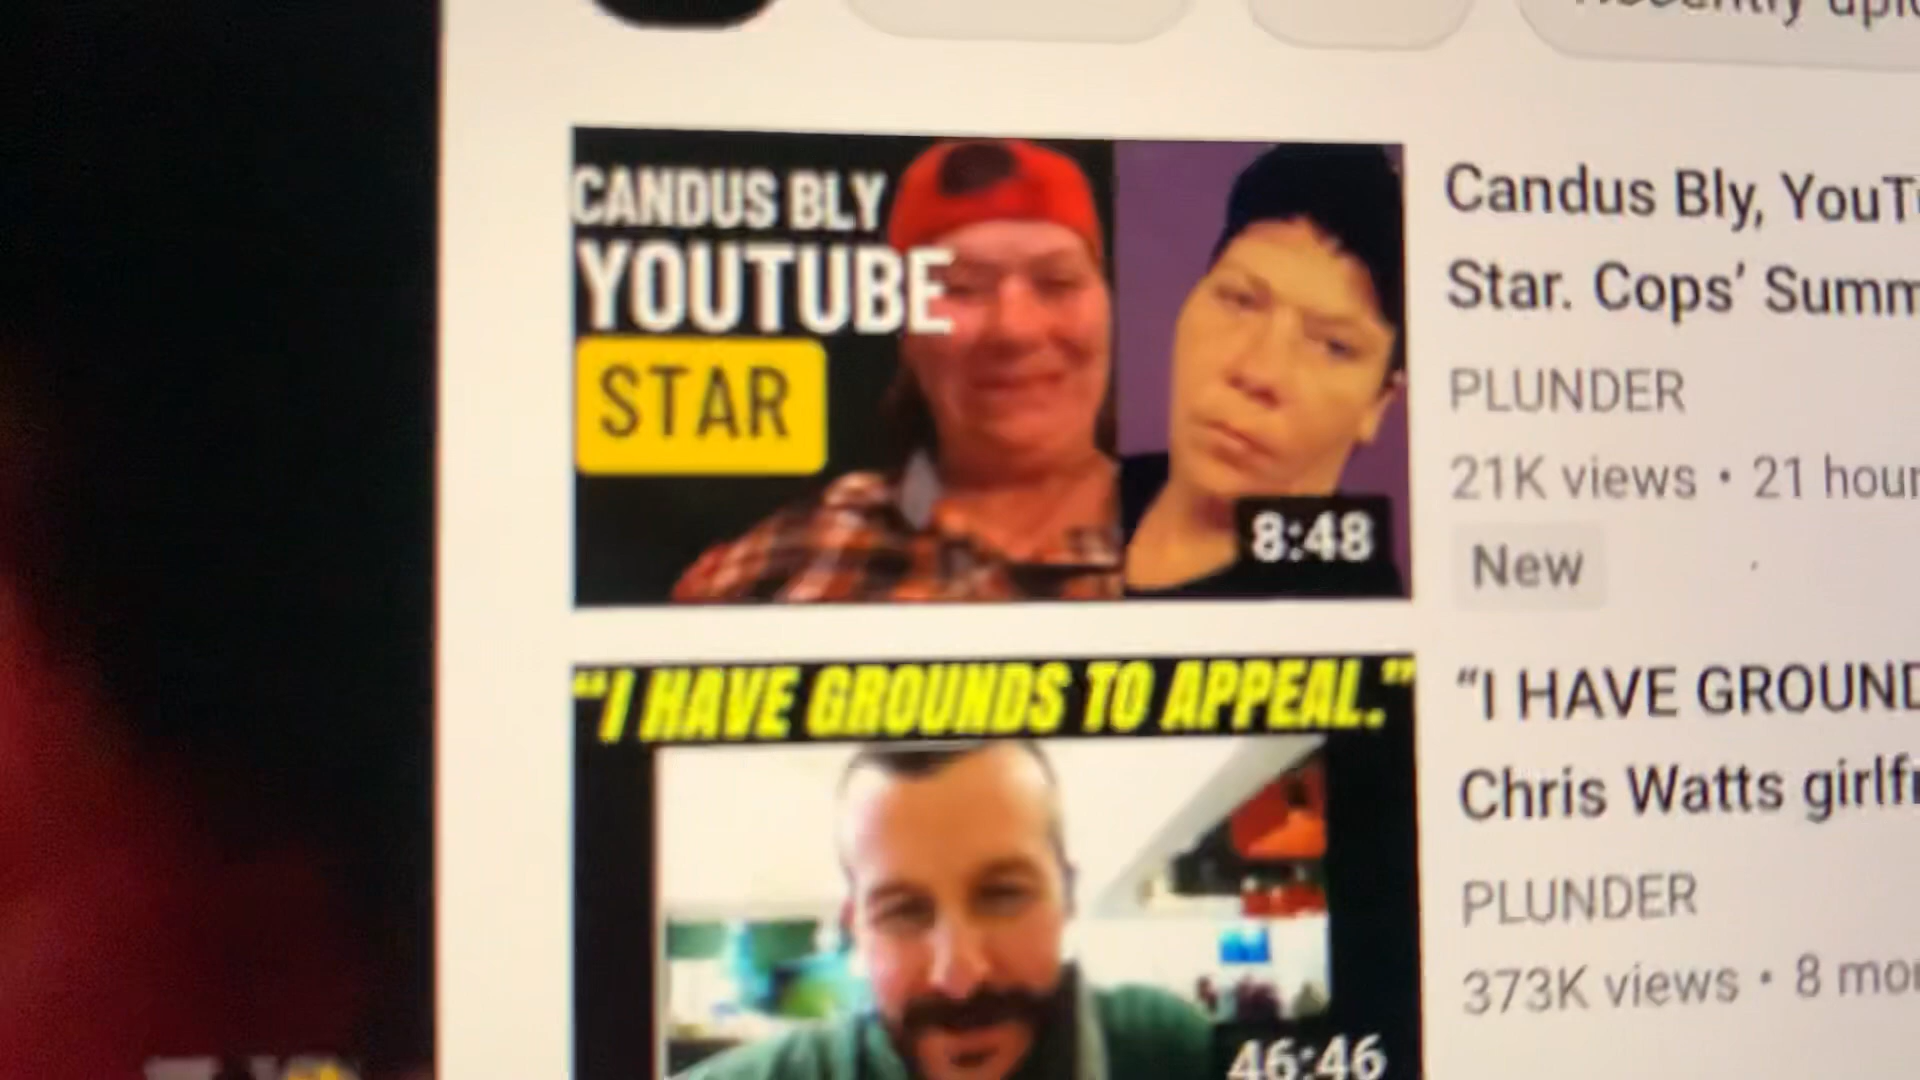 CANDUS BLY
YOUTUBE
STAR
8:48
Candus Bly, YouT
Star. Cops’ Summ
PLUNDER
21K views • 21 hour
New
“I HAVE GROUNDS TO APPEAL.”
46:46
“I HAVE GROUND
Chris Watts girlf
PLUNDER
373K views • 8 mo